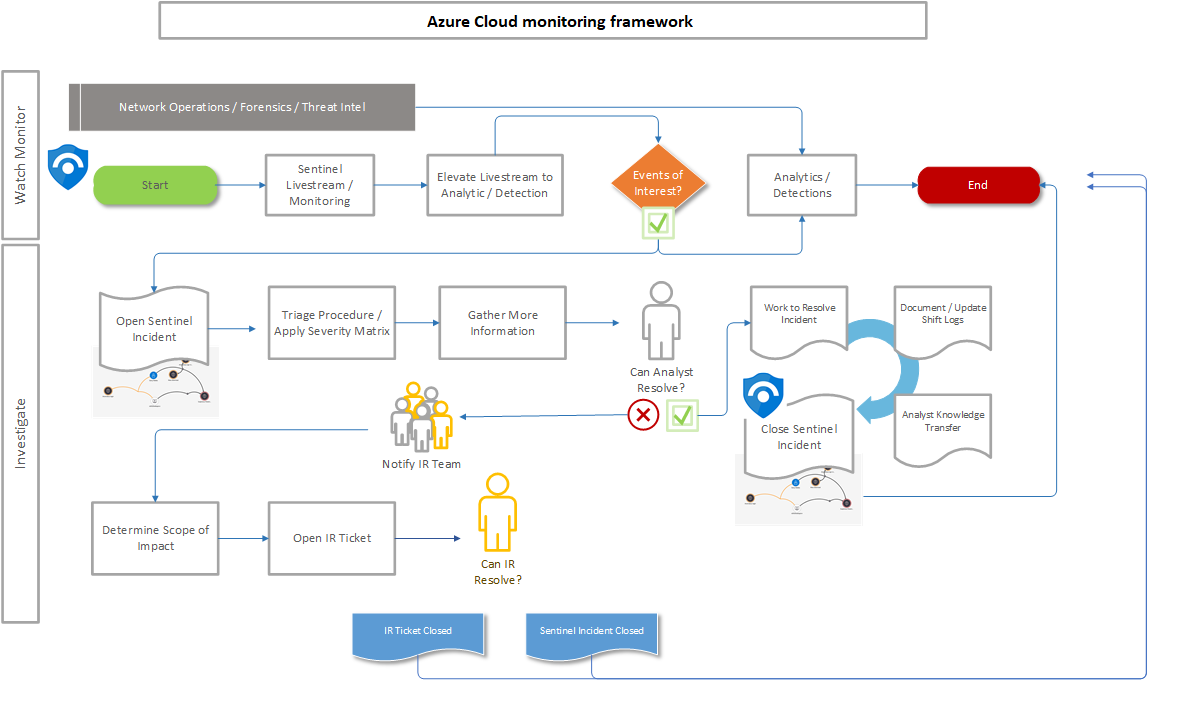 Azure Cloud monitoring framework
Watch Monitor
Network Operations / Forensics / Threat Intel
Start
Sentinel
Livestream /
Monitoring
Elevate Livestream to
Analytic / Detection
Events of
Interest?
Analytics /
Detections
End
Investigate
Open Sentinel
Incident
Triage Procedure /
Apply Severity Matrix
Gather More
Information
Can Analyst
Resolve?
Work to Resolve
Incident
Document / Update
Shift Logs
Analyst Knowledge
Transfer
Close Sentinel
Incident
Notify IR Team
Determine Scope of
Impact
Open IR Ticket
Can IR
Resolve?
IR Ticket Closed
Sentinel Incident Closed